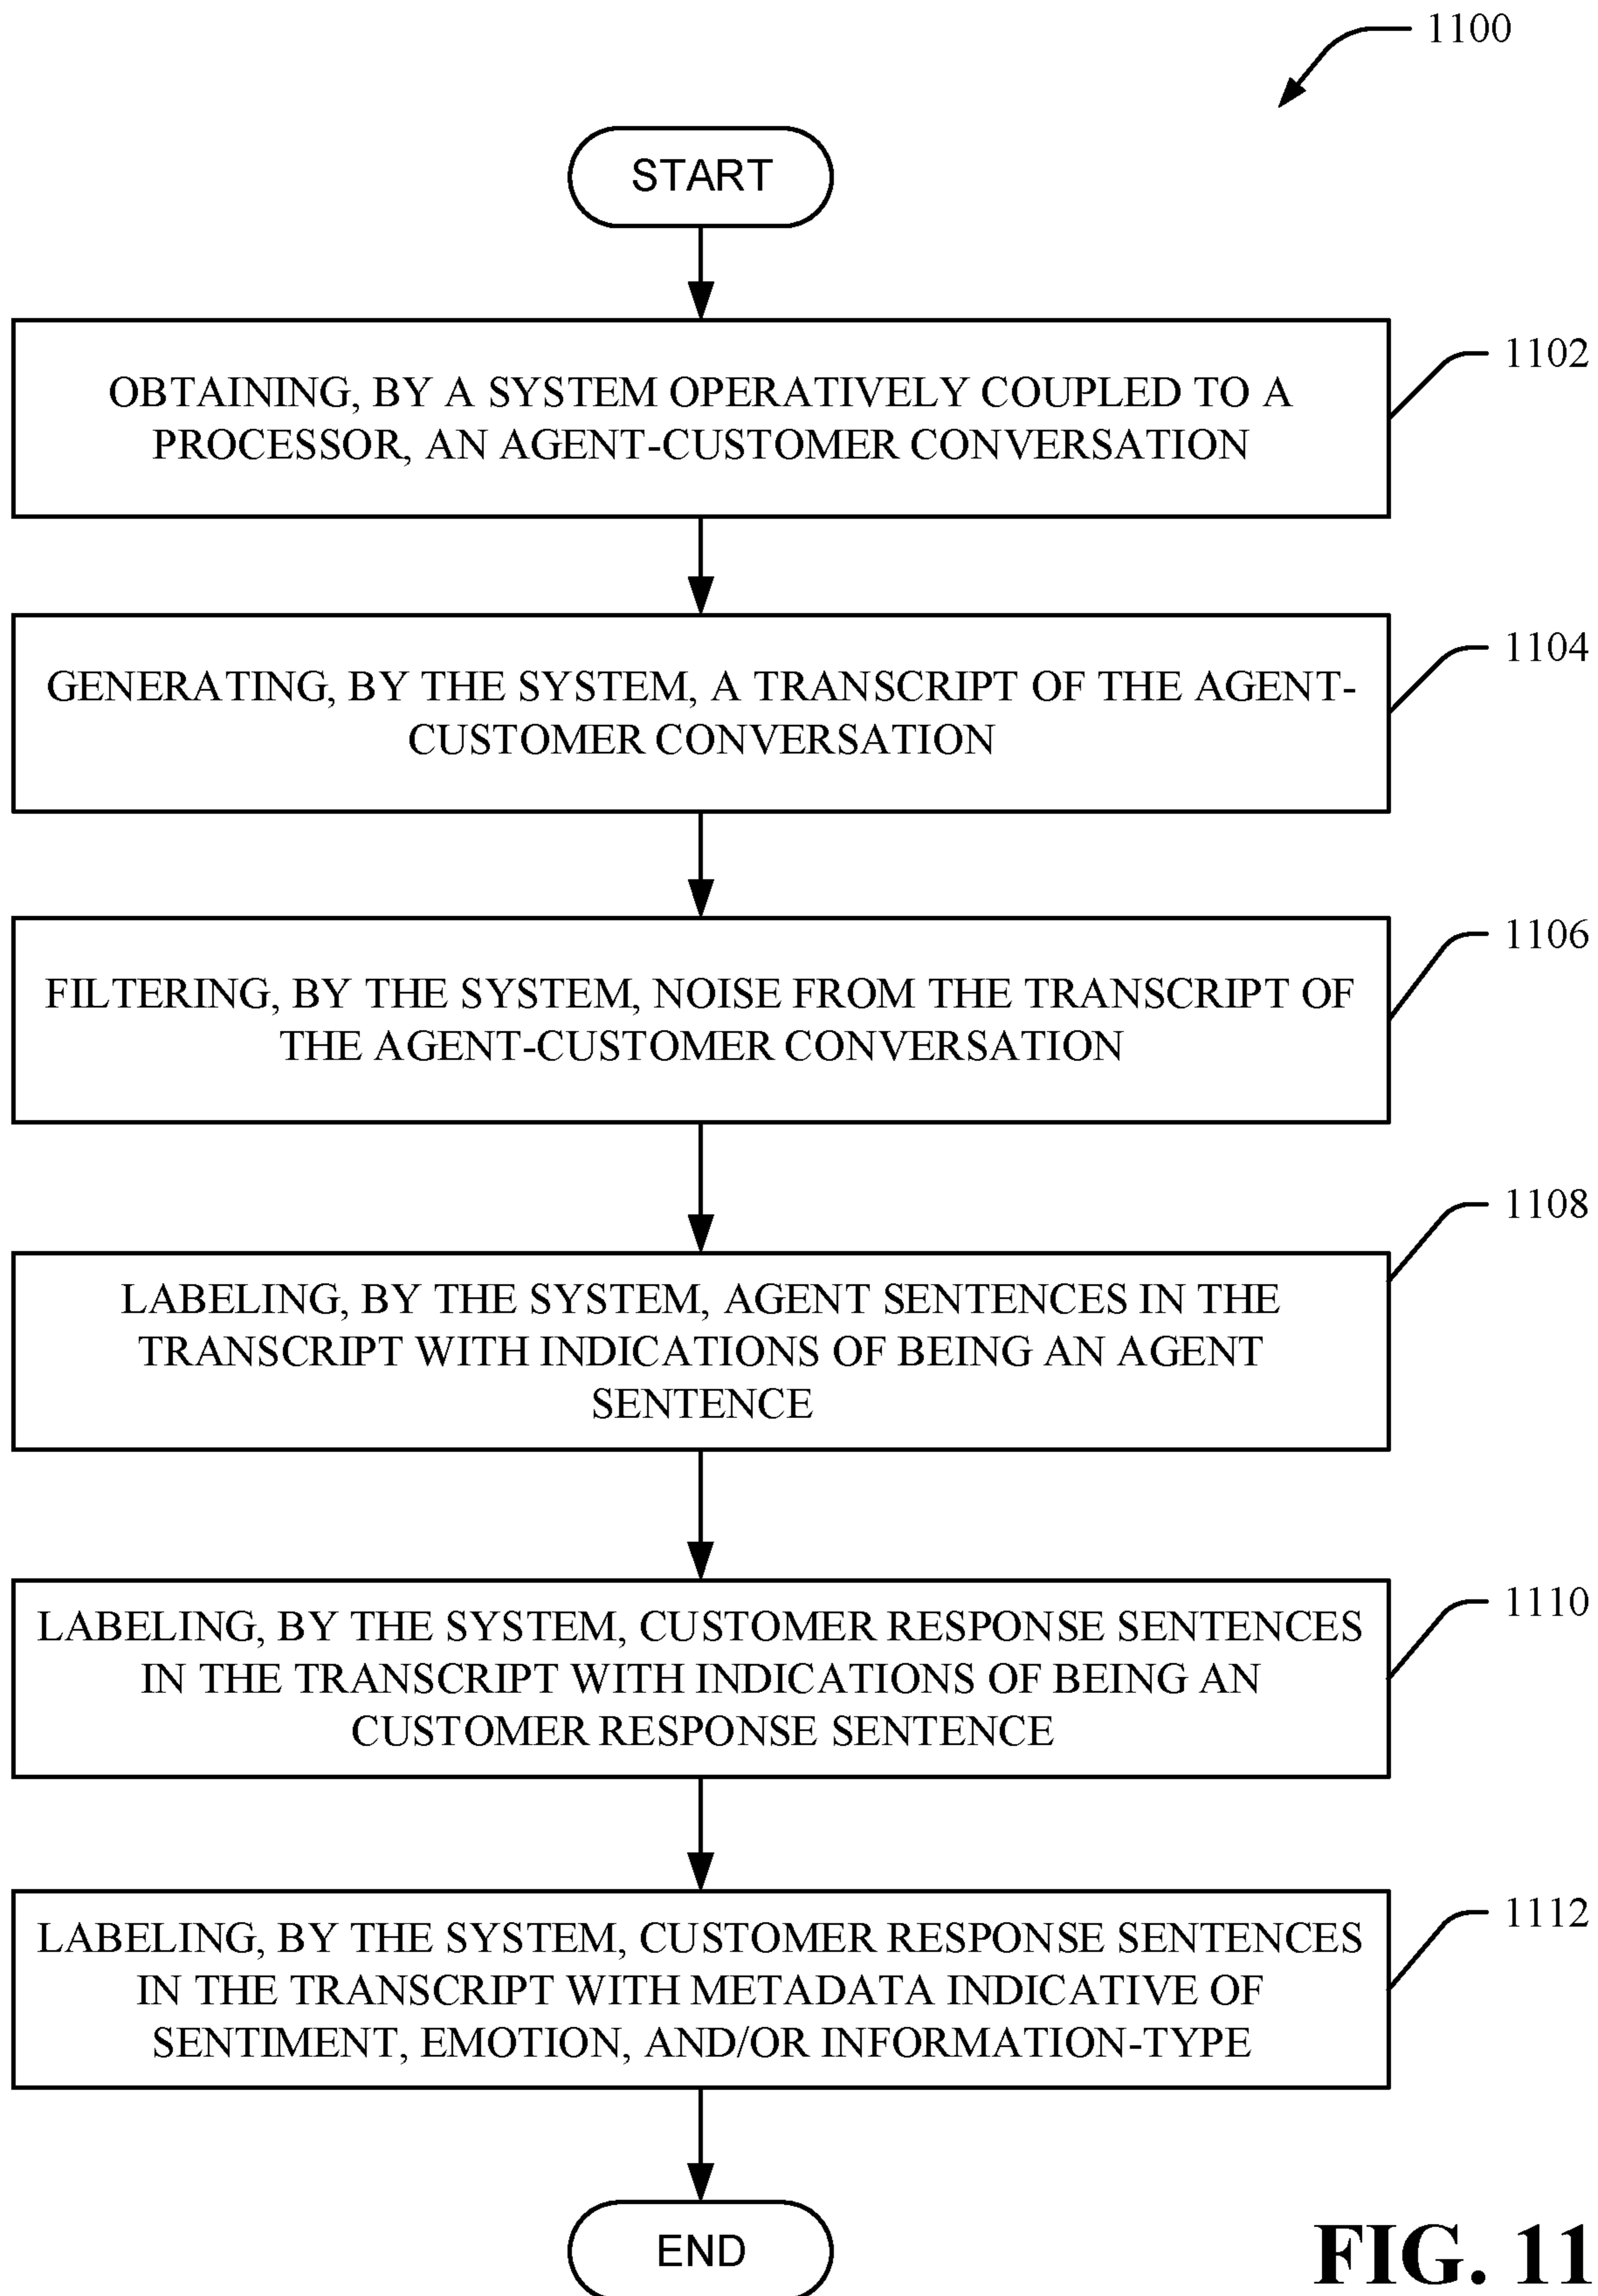 1100
START
1102
OBTAINING, BY A SYSTEM OPERATIVELY COUPLED TO A
PROCESSOR, AN AGENT-CUSTOMER CONVERSATION
1104
GENERATING, BY THE SYSTEM, A TRANSCRIPT OF THE AGENT-
CUSTOMER CONVERSATION
1106
FILTERING, BY THE SYSTEM, NOISE FROM THE TRANSCRIPT OF
THE AGENT-CUSTOMER CONVERSATION
1108
LABELING, BY THE SYSTEM, AGENT SENTENCES IN THE
TRANSCRIPT WITH INDICATIONS OF BEING AN AGENT
SENTENCE
1110
LABELING, BY THE SYSTEM, CUSTOMER RESPONSE SENTENCES
IN THE TRANSCRIPT WITH INDICATIONS OF BEING AN
CUSTOMER RESPONSE SENTENCE
1112
LABELING, BY THE SYSTEM, CUSTOMER RESPONSE SENTENCES
IN THE TRANSCRIPT WITH METADATA INDICATIVE OF
SENTIMENT, EMOTION, AND/OR INFORMATION-TYPE
END
FIG. 11